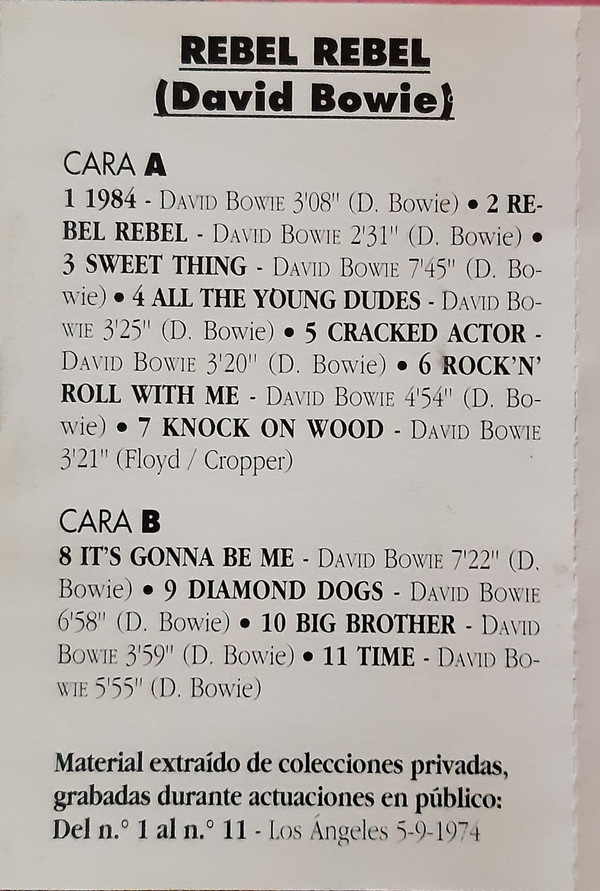 REBEL REBEL
(David Bowie)
CARA A
1 1984 - DAVID BOWIE 3'08" (D. Bowie) ● 2 RE-
BEL REBEL - DAVID BOWIE 2'31" (D. Bowie) ●
3 SWEET THING - DAVID BOWIE 7'45" (D. Bo-
wie) ● 4 ALL THE YOUNG DUDES - DAVID BO-
WIE 3'25" (D. Bowie) ● 5 CRACKED ACTOR -
DAVID BOWIE 3'20" (D. Bowie) ● 6 ROCK'N'
ROLL WITH ME - DAVID BOWIE 4'54" (D. Bo-
wie) ● 7 KNOCK ON WOOD - DAVID BOWIE
3'21" (Floyd / Cropper)
CARA B
8 IT'S GONNA BE ME - DAVID BOWIE 7'22" (D.
Bowie) ● 9 DIAMOND DOGS - DAVID BOWIE
6'58" (D. Bowie) ● 10 BIG BROTHER - DAVID
BOWIE 3'59" (D. Bowie) ● 11 TIME - DAVID BO-
WIE 5'55" (D. Bowie)
Material extraído de colecciones privadas,
grabadas durante actuaciones en público:
Del n.° 1 al n.° 11 - Los Ángeles 5-9-1974